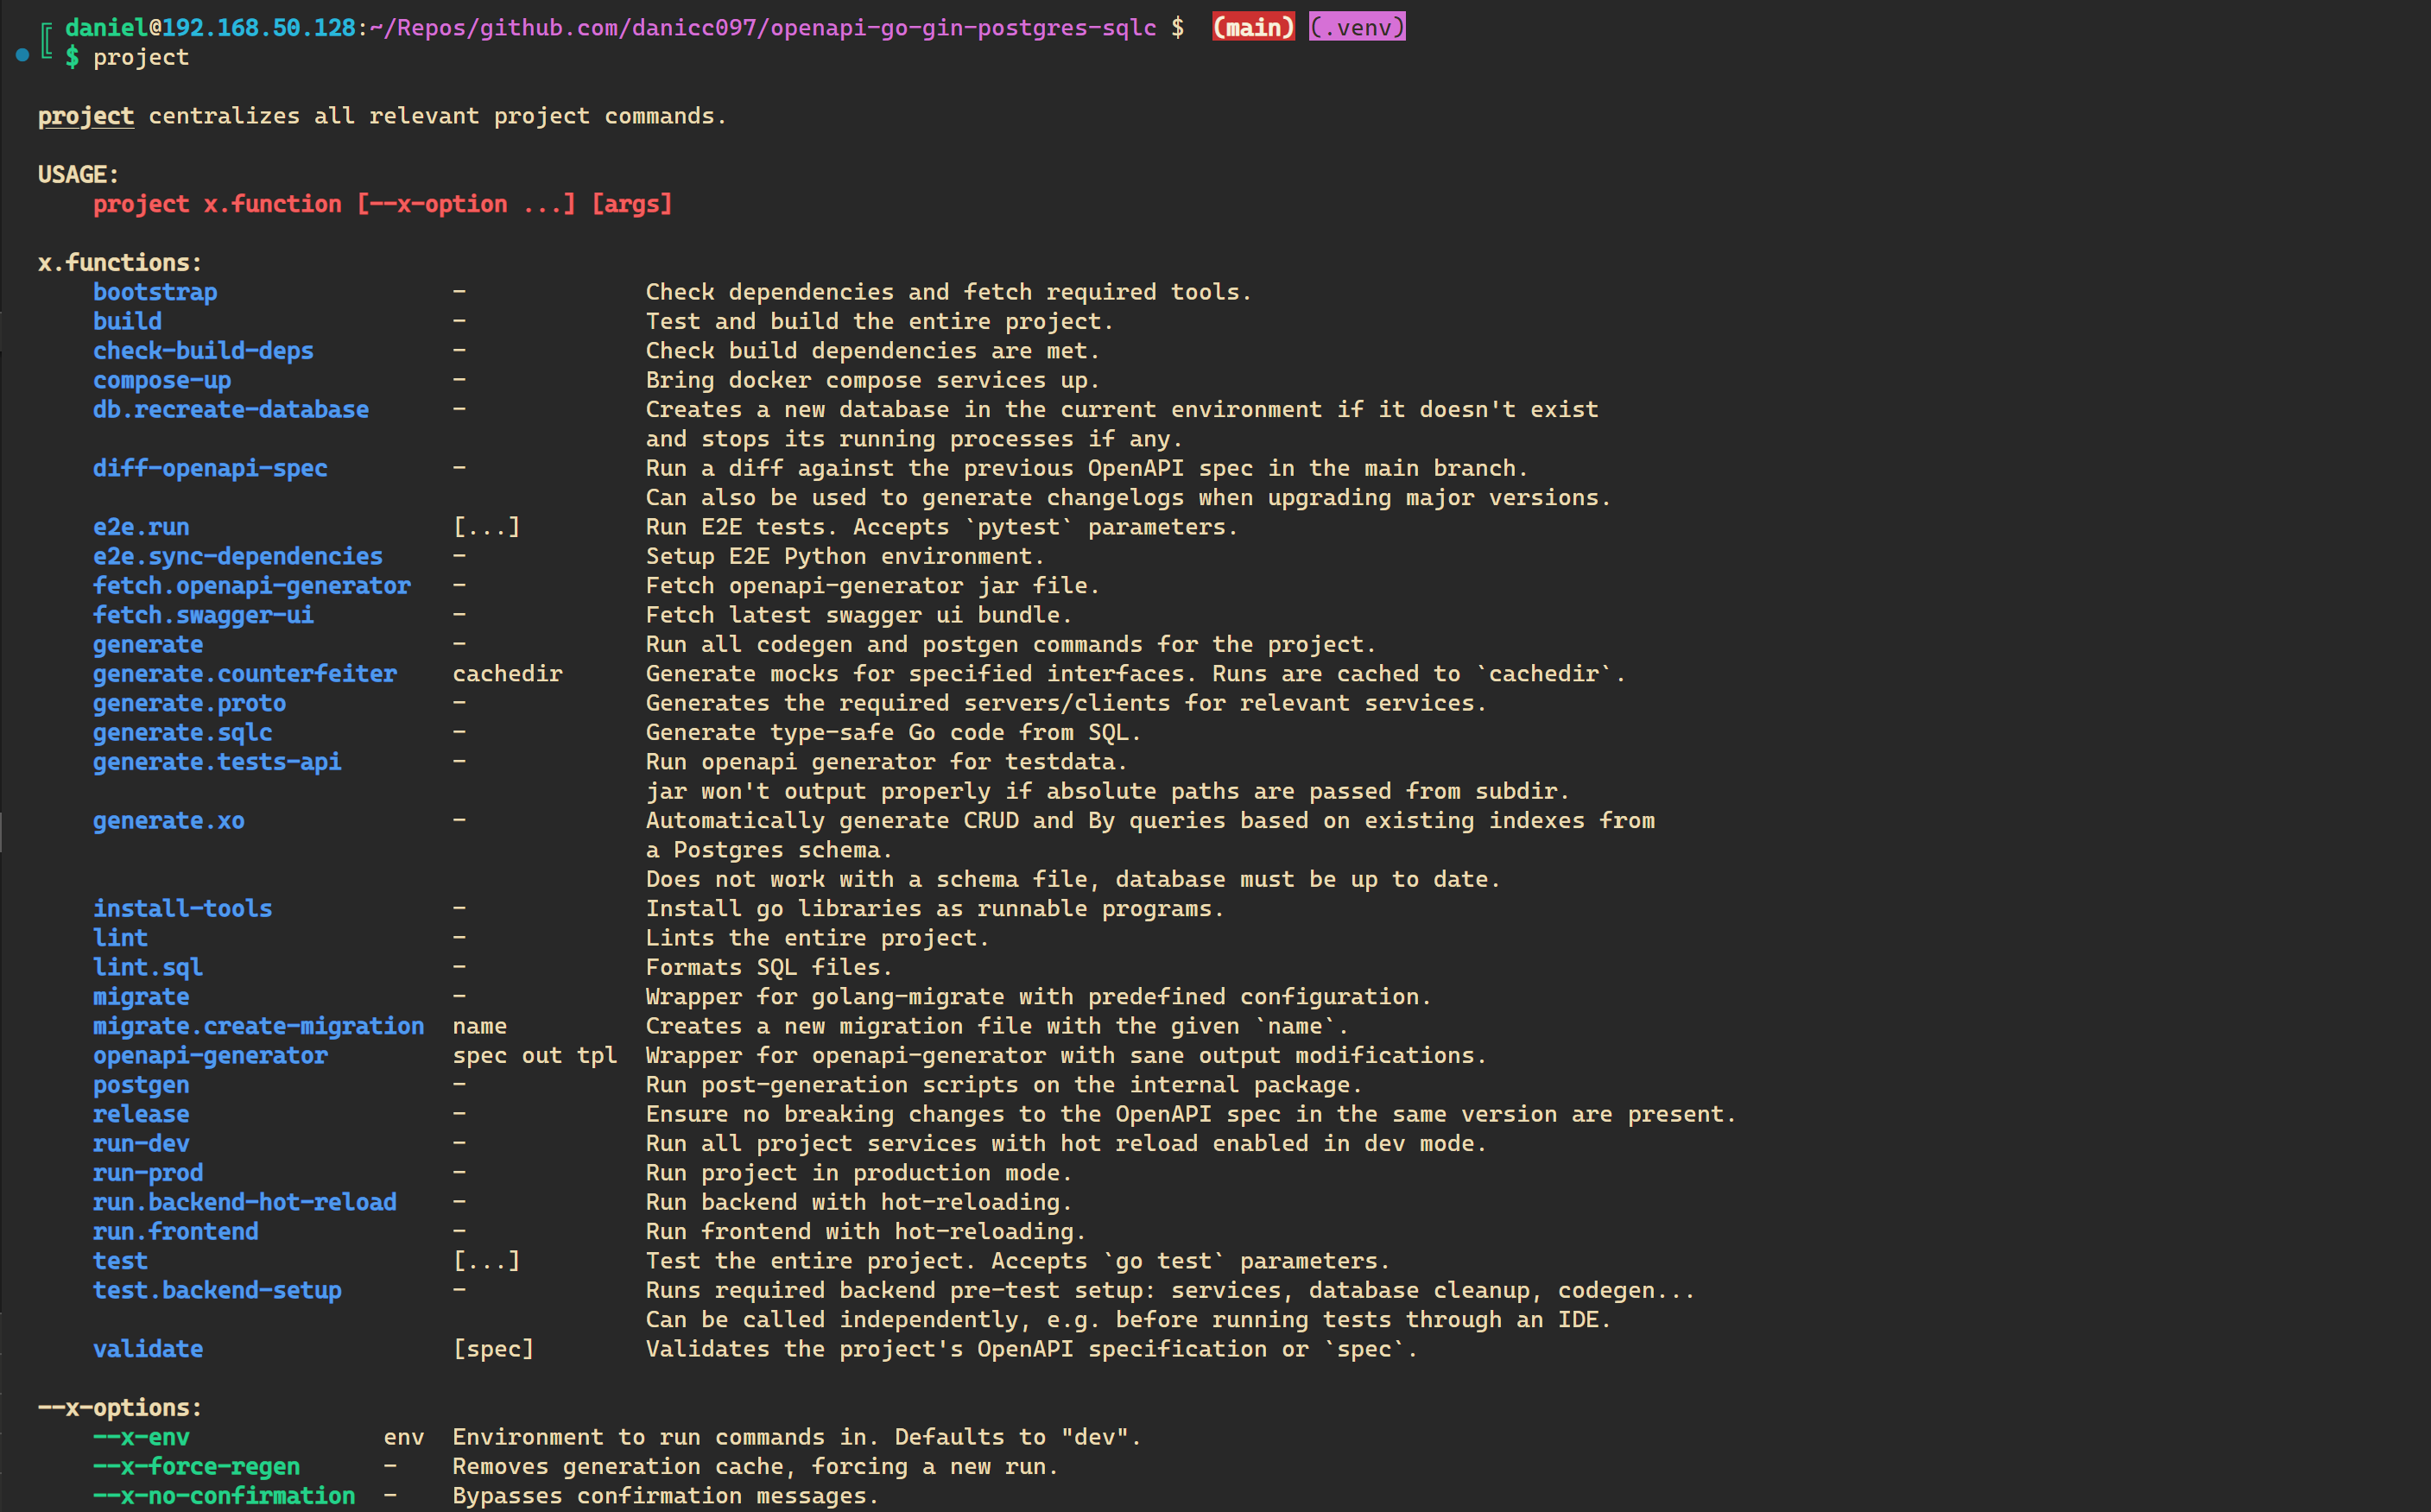 daniel@192.168.50.128:~/Repos/github.com/danicc097/openapi-go-gin-postgres-sqlc $  (main) (.venv)
$ project
project centralizes all relevant project commands.
USAGE:
project x.function [--x-option ...] [args]
x.functions:
bootstrap - Check dependencies and fetch required tools.
build - Test and build the entire project.
check-build-deps - Check build dependencies are met.
compose-up - Bring docker compose services up.
db.recreate-database - Creates a new database in the current environment if it doesn't exist
and stops its running processes if any.
diff-openapi-spec - Run a diff against the previous OpenAPI spec in the main branch.
Can also be used to generate changelogs when upgrading major versions.
e2e.run [...] Run E2E tests. Accepts `pytest` parameters.
e2e.sync-dependencies - Setup E2E Python environment.
fetch.openapi-generator - Fetch openapi-generator jar file.
fetch.swagger-ui - Fetch latest swagger ui bundle.
generate - Run all codegen and postgen commands for the project.
generate.counterfeiter cachedir Generate mocks for specified interfaces. Runs are cached to `cachedir`.
generate.proto - Generates the required servers/clients for relevant services.
generate.sqlc - Generate type-safe Go code from SQL.
generate.tests-api - Run openapi generator for testdata.
jar won't output properly if absolute paths are passed from subdir.
generate.xo - Automatically generate CRUD and By queries based on existing indexes from
a Postgres schema.
Does not work with a schema file, database must be up to date.
install-tools - Install go libraries as runnable programs.
lint - Lints the entire project.
lint.sql - Formats SQL files.
migrate - Wrapper for golang-migrate with predefined configuration.
migrate.create-migration name Creates a new migration file with the given `name`.
openapi-generator spec out tpl Wrapper for openapi-generator with sane output modifications.
postgen - Run post-generation scripts on the internal package.
release - Ensure no breaking changes to the OpenAPI spec in the same version are present.
run-dev - Run all project services with hot reload enabled in dev mode.
run-prod - Run project in production mode.
run.backend-hot-reload - Run backend with hot-reloading.
run.frontend - Run frontend with hot-reloading.
test [...] Test the entire project. Accepts `go test` parameters.
test.backend-setup - Runs required backend pre-test setup: services, database cleanup, codegen...
Can be called independently, e.g. before running tests through an IDE.
validate [spec] Validates the project's OpenAPI specification or `spec`.
--x-options:
--x-env env Environment to run commands in. Defaults to "dev".
--x-force-regen - Removes generation cache, forcing a new run.
--x-no-confirmation - Bypasses confirmation messages.